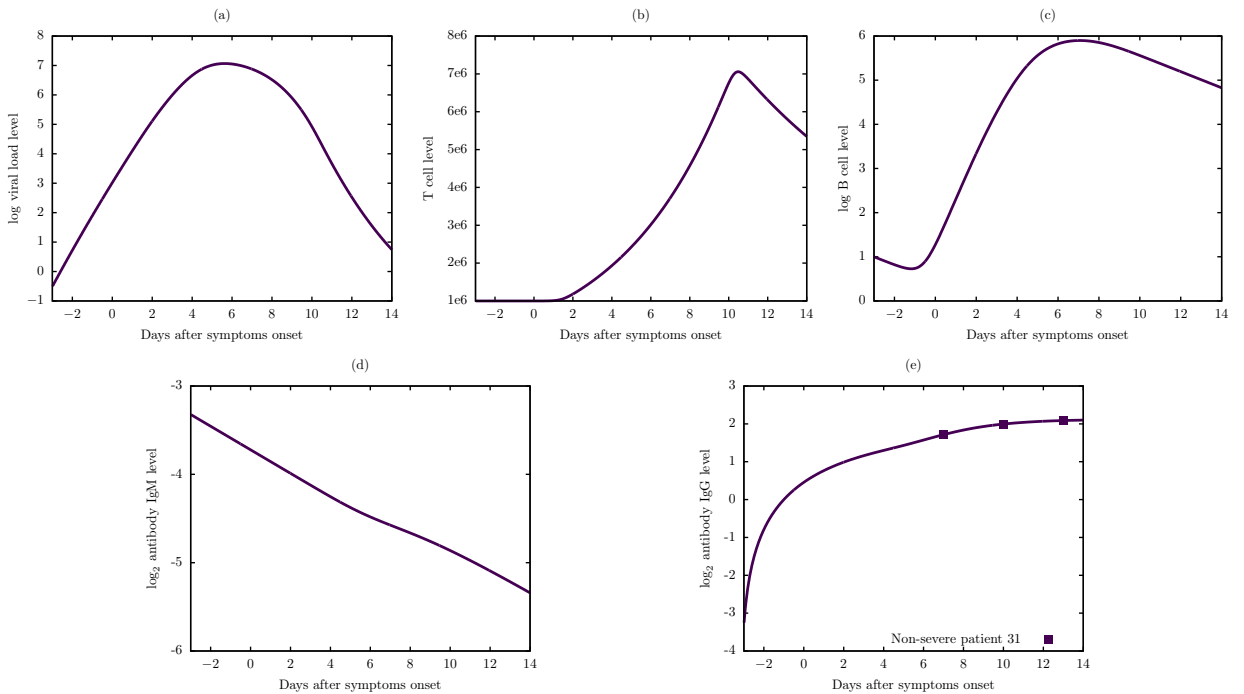 (a)
8
7
6
5
4
3
2
1
0
−1
−2 0 2 4 6 8 10 12 14
log viral load level
Days after symptoms onset
(b)
8e6
7e6
6e6
5e6
4e6
3e6
2e6
1e6
−2 0 2 4 6 8 10 12 14
T cell level
Days after symptoms onset
(c)
6
5
4
3
2
1
0
−2 0 2 4 6 8 10 12 14
log B cell level
Days after symptoms onset
(d)
-3
-4
-5
-6
−2 0 2 4 6 8 10 12 14
log₂ antibody IgM level
Days after symptoms onset
(e)
3
2
1
0
-1
-2
-3
-4
−2 0 2 4 6 8 10 12 14
log₂ antibody IgG level
Days after symptoms onset
Non-severe patient 31